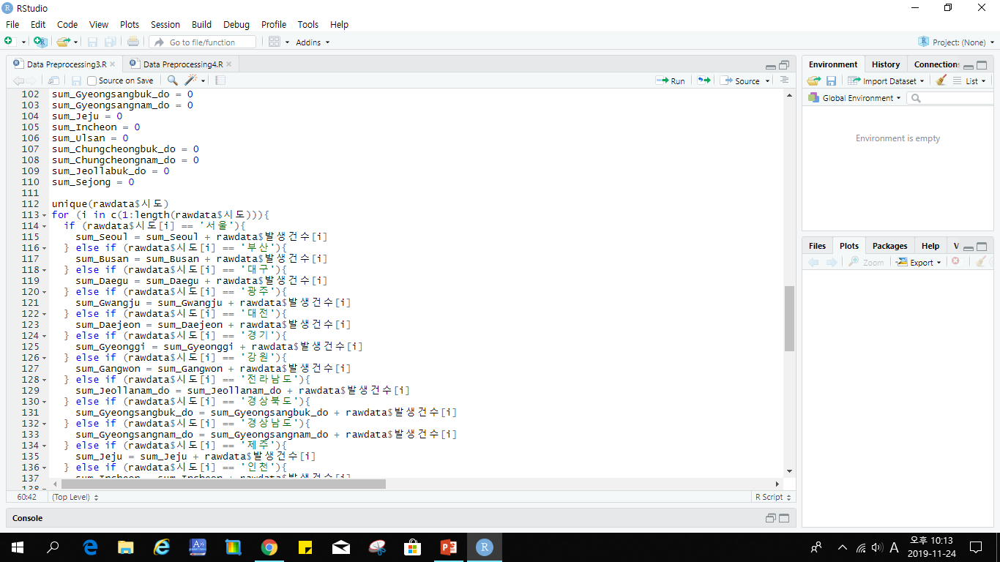 RStudio
File Edit Code View Plots Session Build Debug Profile Tools Help
Go to file/function Addins Project: (None)
Data Preprocessing3.R Data Preprocessing4.R
Source on Save Run Source
102 sum_Gyeongsangbuk_do = 0
103 sum_Gyeongsangnam_do = 0
104 sum_Jeju = 0
105 sum_Incheon = 0
106 sum_Ulsan = 0
107 sum_Chungcheongbuk_do = 0
108 sum_Chungcheongnam_do = 0
109 sum_Jeollabuk_do = 0
110 sum_Sejong = 0
111
112 unique(rawdata$시도)
113 for (i in c(1:length(rawdata$시도))){
114 if (rawdata$시도[i] == '서울'){
115 sum_Seoul = sum_Seoul + rawdata$발생건수[i]
116 } else if (rawdata$시도[i] == '부산'){
117 sum_Busan = sum_Busan + rawdata$발생건수[i]
118 } else if (rawdata$시도[i] == '대구'){
119 sum_Daegu = sum_Daegu + rawdata$발생건수[i]
120 } else if (rawdata$시도[i] == '광주'){
121 sum_Gwangju = sum_Gwangju + rawdata$발생건수[i]
122 } else if (rawdata$시도[i] == '대전'){
123 sum_Daejeon = sum_Daejeon + rawdata$발생건수[i]
124 } else if (rawdata$시도[i] == '경기'){
125 sum_Gyeonggi = sum_Gyeonggi + rawdata$발생건수[i]
126 } else if (rawdata$시도[i] == '강원'){
127 sum_Gangwon = sum_Gangwon + rawdata$발생건수[i]
128 } else if (rawdata$시도[i] == '전라남도'){
129 sum_Jeollanam_do = sum_Jeollanam_do + rawdata$발생건수[i]
130 } else if (rawdata$시도[i] == '경상북도'){
131 sum_Gyeongsangbuk_do = sum_Gyeongsangbuk_do + rawdata$발생건수[i]
132 } else if (rawdata$시도[i] == '경상남도'){
133 sum_Gyeongsangnam_do = sum_Gyeongsangnam_do + rawdata$발생건수[i]
134 } else if (rawdata$시도[i] == '제주'){
135 sum_Jeju = sum_Jeju + rawdata$발생건수[i]
136 } else if (rawdata$시도[i] == '인천'){
137 sum_Incheon = sum_Incheon + rawdata$발생건수[i]
138
60:42 (Top Level) R Script
Console
Environment History Connections
Import Dataset List
Global Environment
Environment is empty
Files Plots Packages Help V
Zoom Export
A 오후 10:13
2019-11-24